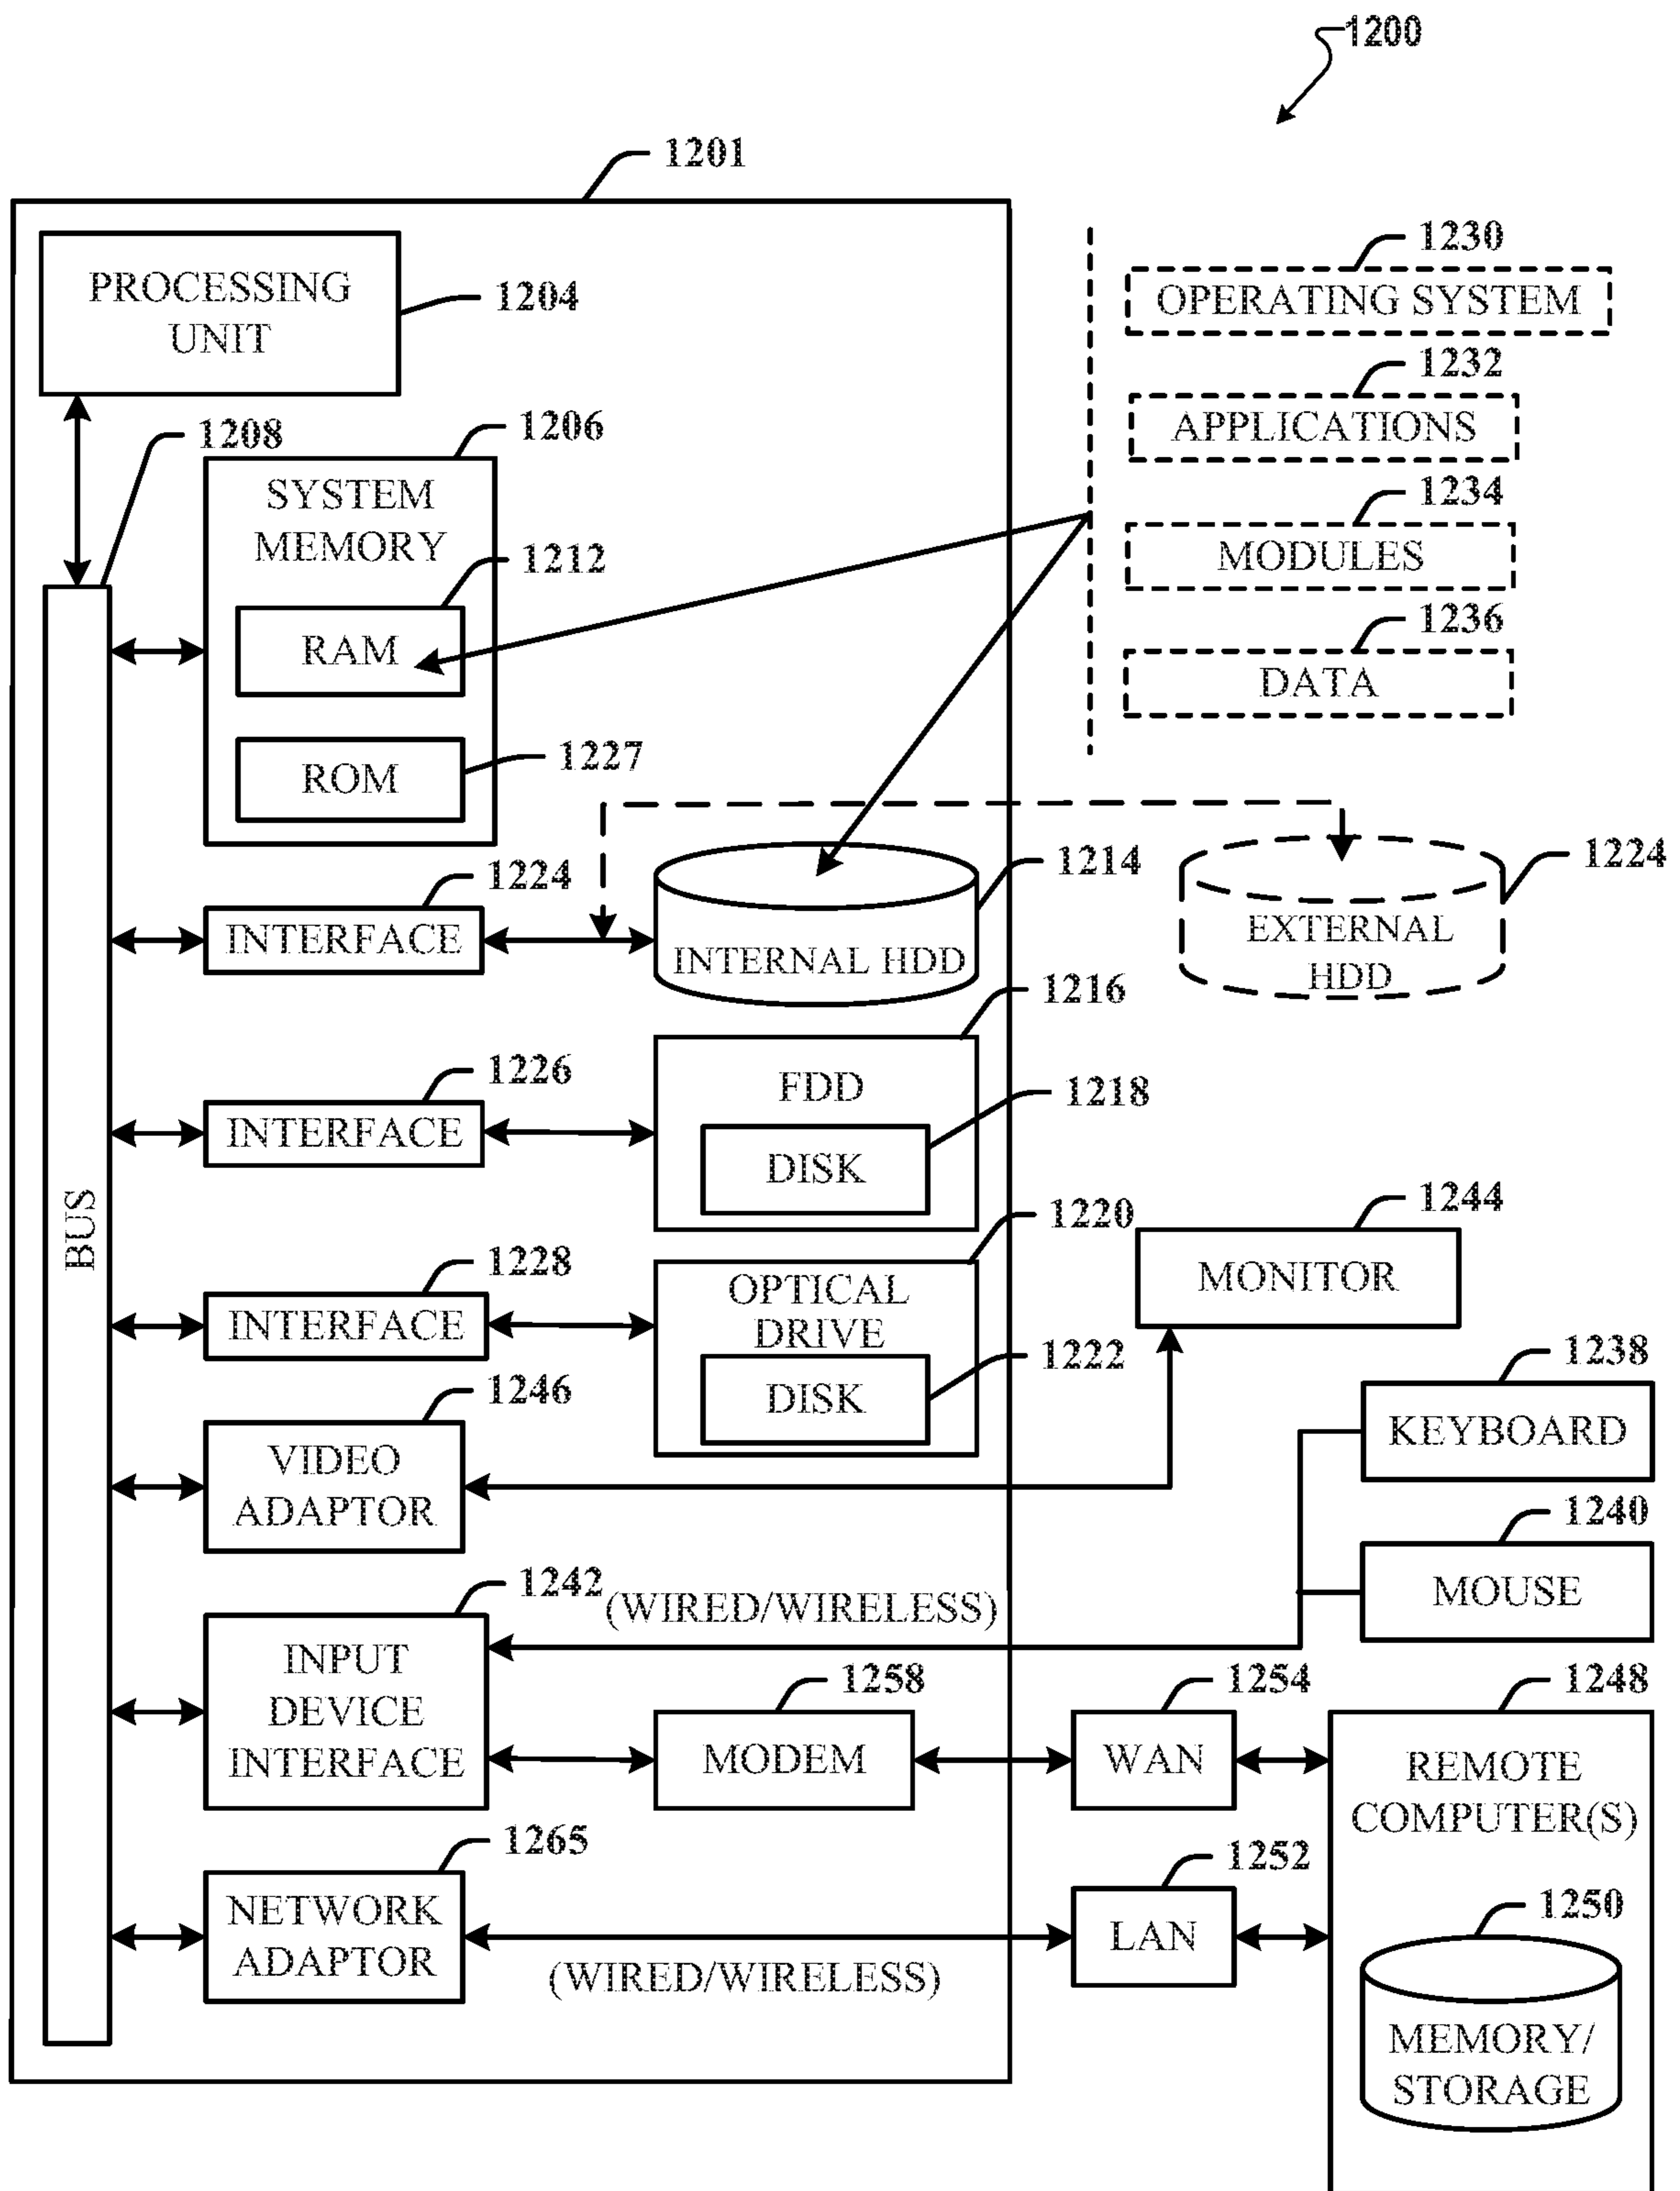 1200
1201
PROCESSING
UNIT
1204
1230
OPERATING SYSTEM
1232
APPLICATIONS
1234
MODULES
1236
DATA
1208
1206
SYSTEM
MEMORY
1212
RAM
1227
ROM
1224
INTERFACE
1214
INTERNAL HDD
1224
EXTERNAL
HDD
1216
FDD
1226
INTERFACE
1218
DISK
BUS
1220
OPTICAL
DRIVE
1228
INTERFACE
1222
DISK
1244
MONITOR
1246
VIDEO
ADAPTOR
1238
KEYBOARD
1240
MOUSE
1242
(WIRED/WIRELESS)
INPUT
DEVICE
INTERFACE
1258
MODEM
1254
WAN
1248
REMOTE
COMPUTER(S)
1265
NETWORK
ADAPTOR
(WIRED/WIRELESS)
1252
LAN
1250
MEMORY/
STORAGE